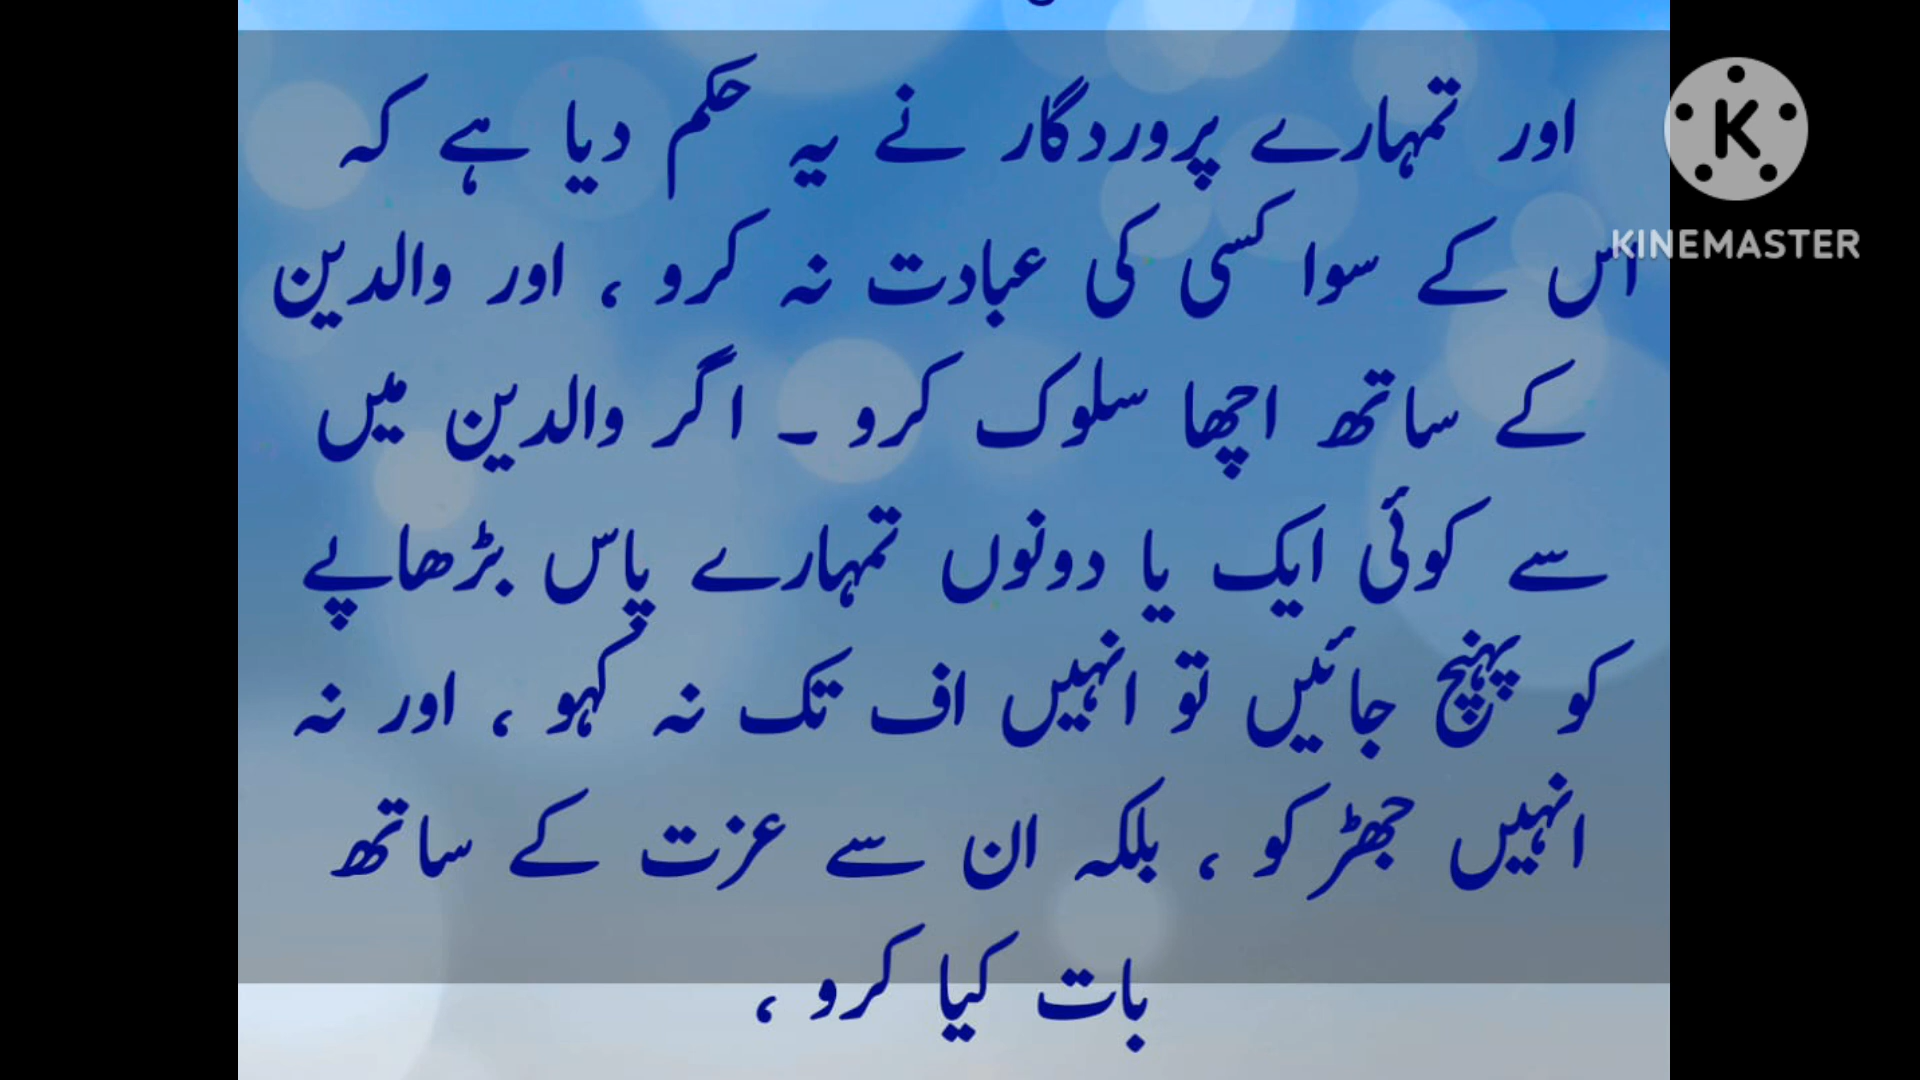 اور تمہارے پروردگار نے یہ حکم دیا ہے کہ
اس کے سوا کسی کی عبادت نہ کرو ، اور والدین
کے ساتھ اچھا سلوک کرو ۔ اگر والدین میں
سے کوئی ایک یا دونوں تمہارے پاس بڑھاپے
کو پہنچ جائیں تو انہیں اف تک نہ کہو ، اور نہ
انہیں جھڑکو ، بلکہ ان سے عزت کے ساتھ
بات کیا کرو ،
K
KINEMASTER